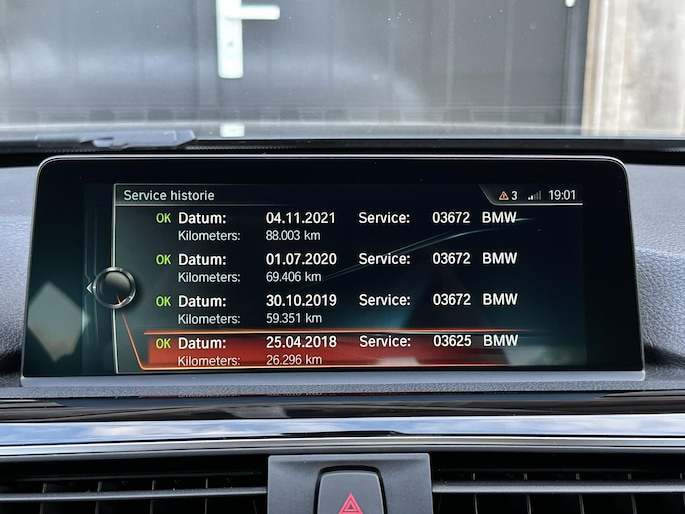 Service historie 3 19:01
OK Datum: 04.11.2021 Service: 03672 BMW
Kilometers: 88.003 km
OK Datum: 01.07.2020 Service: 03672 BMW
Kilometers: 69.406 km
OK Datum: 30.10.2019 Service: 03672 BMW
Kilometers: 59.351 km
OK Datum: 25.04.2018 Service: 03625 BMW
Kilometers: 26.296 km